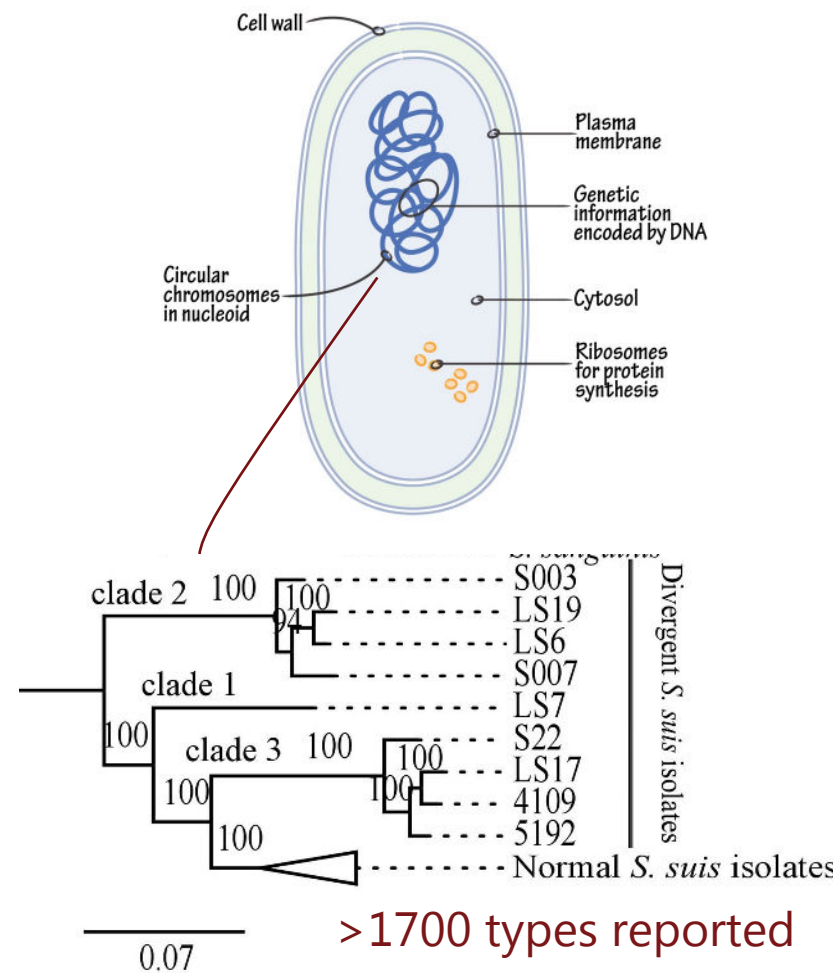 Cell wall
Plasma
membrane
Genetic
information
encoded by DNA
Circular
chromosomes
in nucleoid
Cytosol
Ribosomes
for protein
synthesis
S. sanguinis
clade 2 100 S003
100 LS19
94 LS6
S007
clade 1 LS7
100 clade 3 100 S22
100 LS17
100 100 4109
5192
100 Normal S. suis isolates
Divergent S. suis isolates
0.07
>1700 types reported